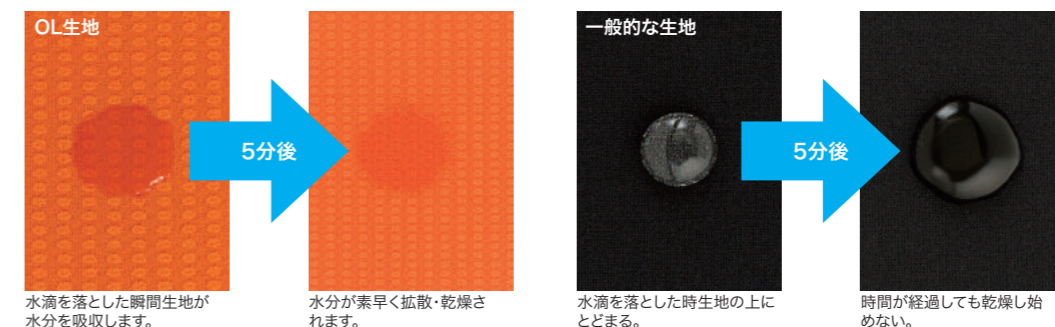 OL生地
5分後
水滴を落とした瞬間生地が
水分を吸収します。
水分が素早く拡散・乾燥さ
れます。
一般的な生地
5分後
水滴を落とした時生地の上に
とどまる。
時間が経過しても乾燥し始
めない。